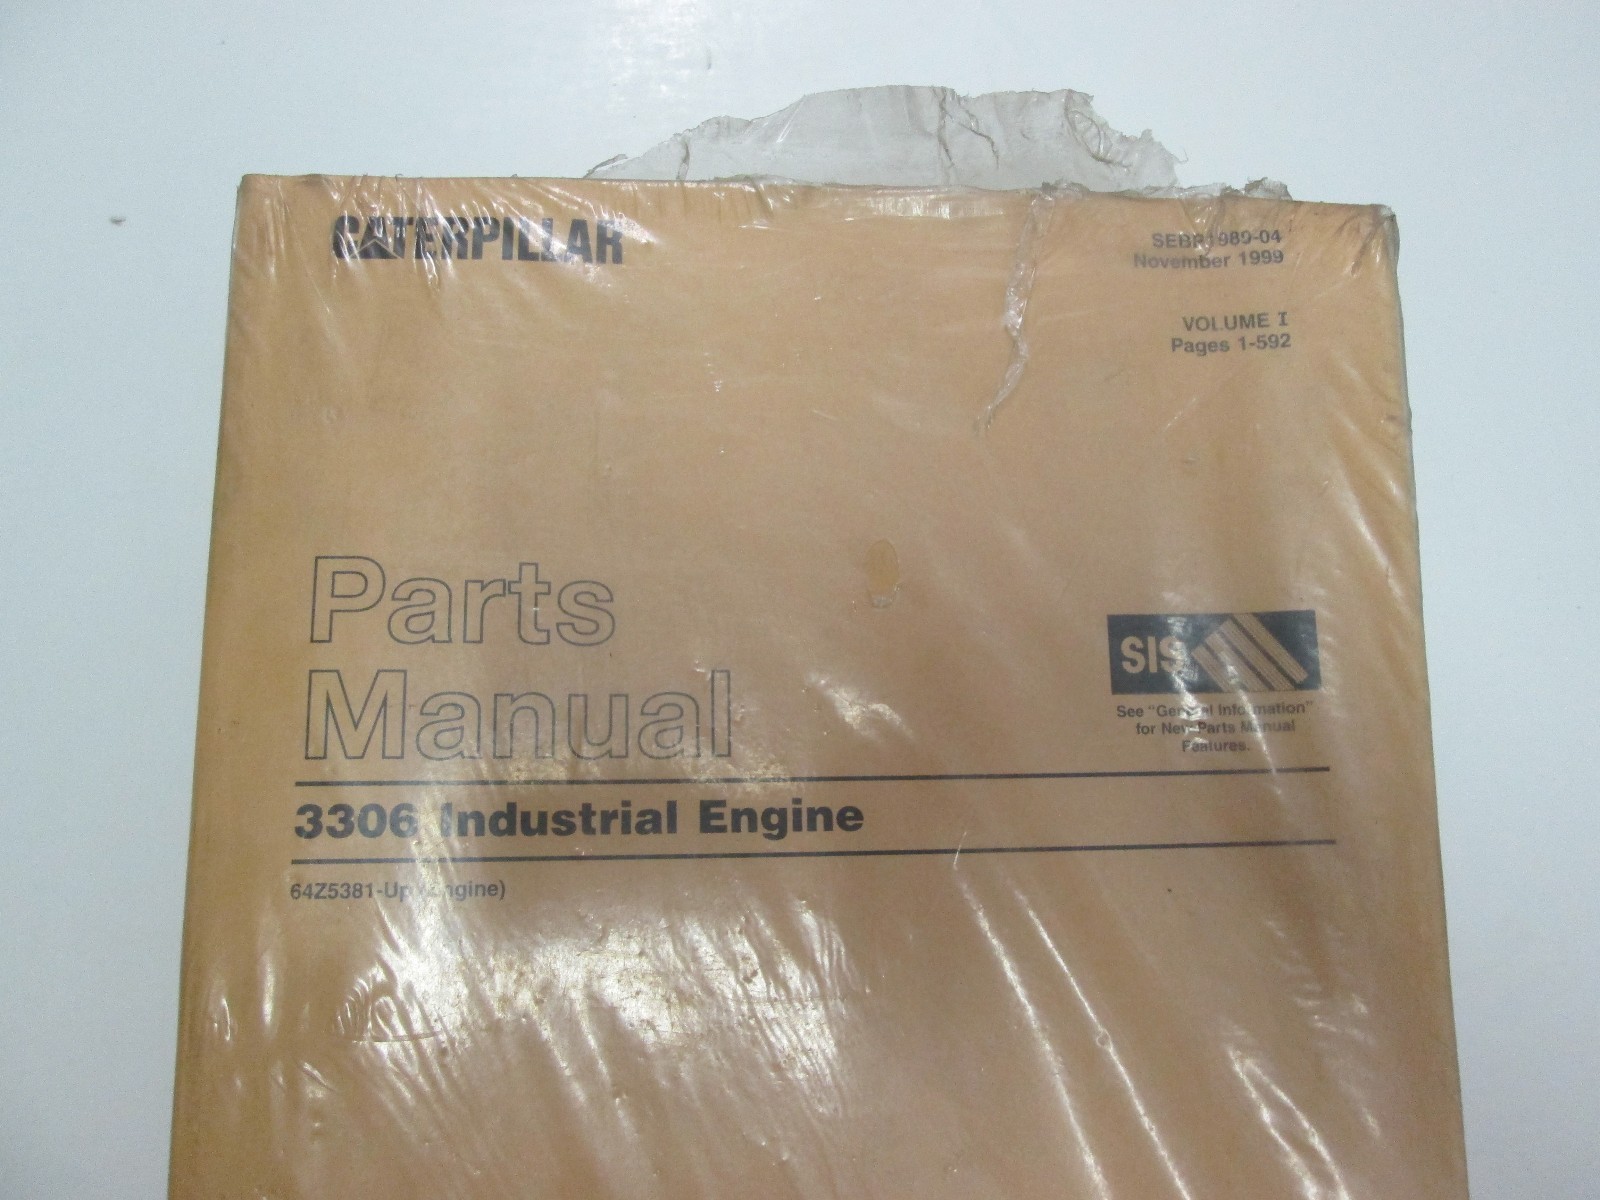 CATERPILLAR
SEBP1989-04
November 1999
VOLUME I
Pages 1-592
Parts
Manual
SIS
See "General Information"
for New Parts Manual
Features.
3306 Industrial Engine
64Z5381-Up (Engine)